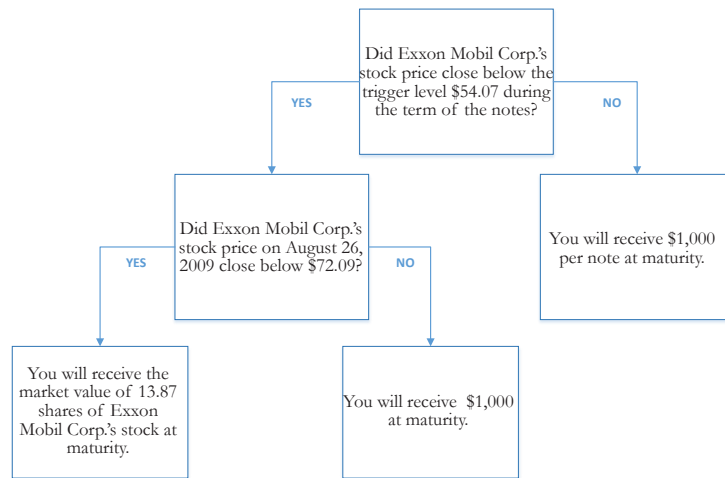 Did Exxon Mobil Corp.'s
stock price close below the
trigger level $54.07 during
the term of the notes?
YES
NO
Did Exxon Mobil Corp.'s
stock price on August 26,
2009 close below $72.09?
You will receive $1,000
per note at maturity.
YES
NO
You will receive the
market value of 13.87
shares of Exxon
Mobil Corp.'s stock at
maturity.
You will receive $1,000
at maturity.